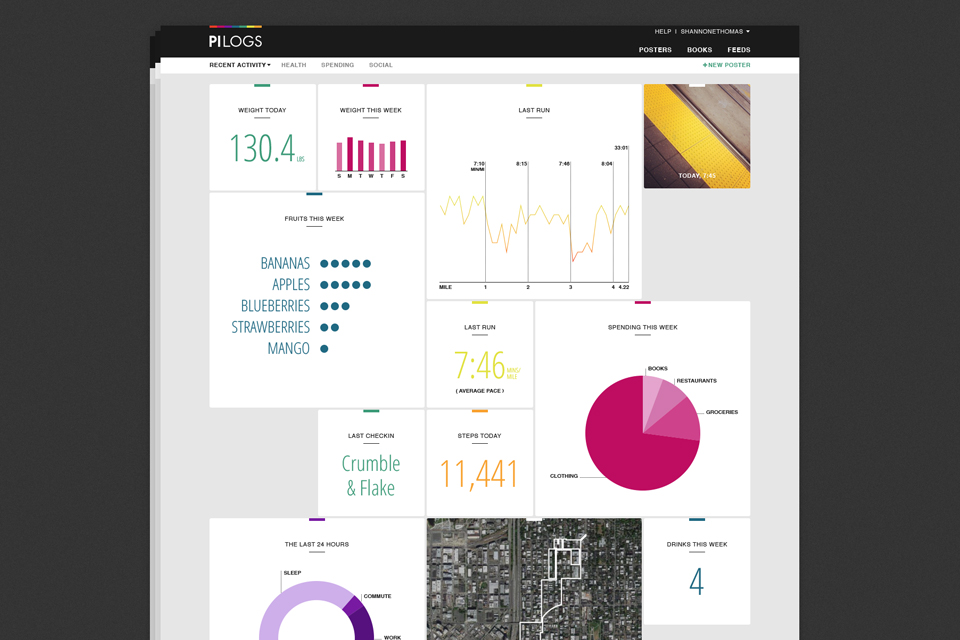 PILOGS
HELP | SHANNONETHOMAS
POSTERS BOOKS FEEDS
RECENT ACTIVITY HEALTH SPENDING SOCIAL
+NEW POSTER
WEIGHT TODAY
130.4 LBS
WEIGHT THIS WEEK
S M T W T F S
LAST RUN
33:01
7:10 8:15 7:46 8:04
MIN/MI
MILE 1 2 3 4 4.22
TODAY, 7:45
FRUITS THIS WEEK
BANANAS
APPLES
BLUEBERRIES
STRAWBERRIES
MANGO
LAST RUN
7:46 MINS/
MILE
( AVERAGE PACE )
SPENDING THIS WEEK
BOOKS
RESTAURANTS
GROCERIES
CLOTHING
LAST CHECKIN
Crumble
& Flake
STEPS TODAY
11,441
THE LAST 24 HOURS
SLEEP
COMMUTE
WORK
DRINKS THIS WEEK
4